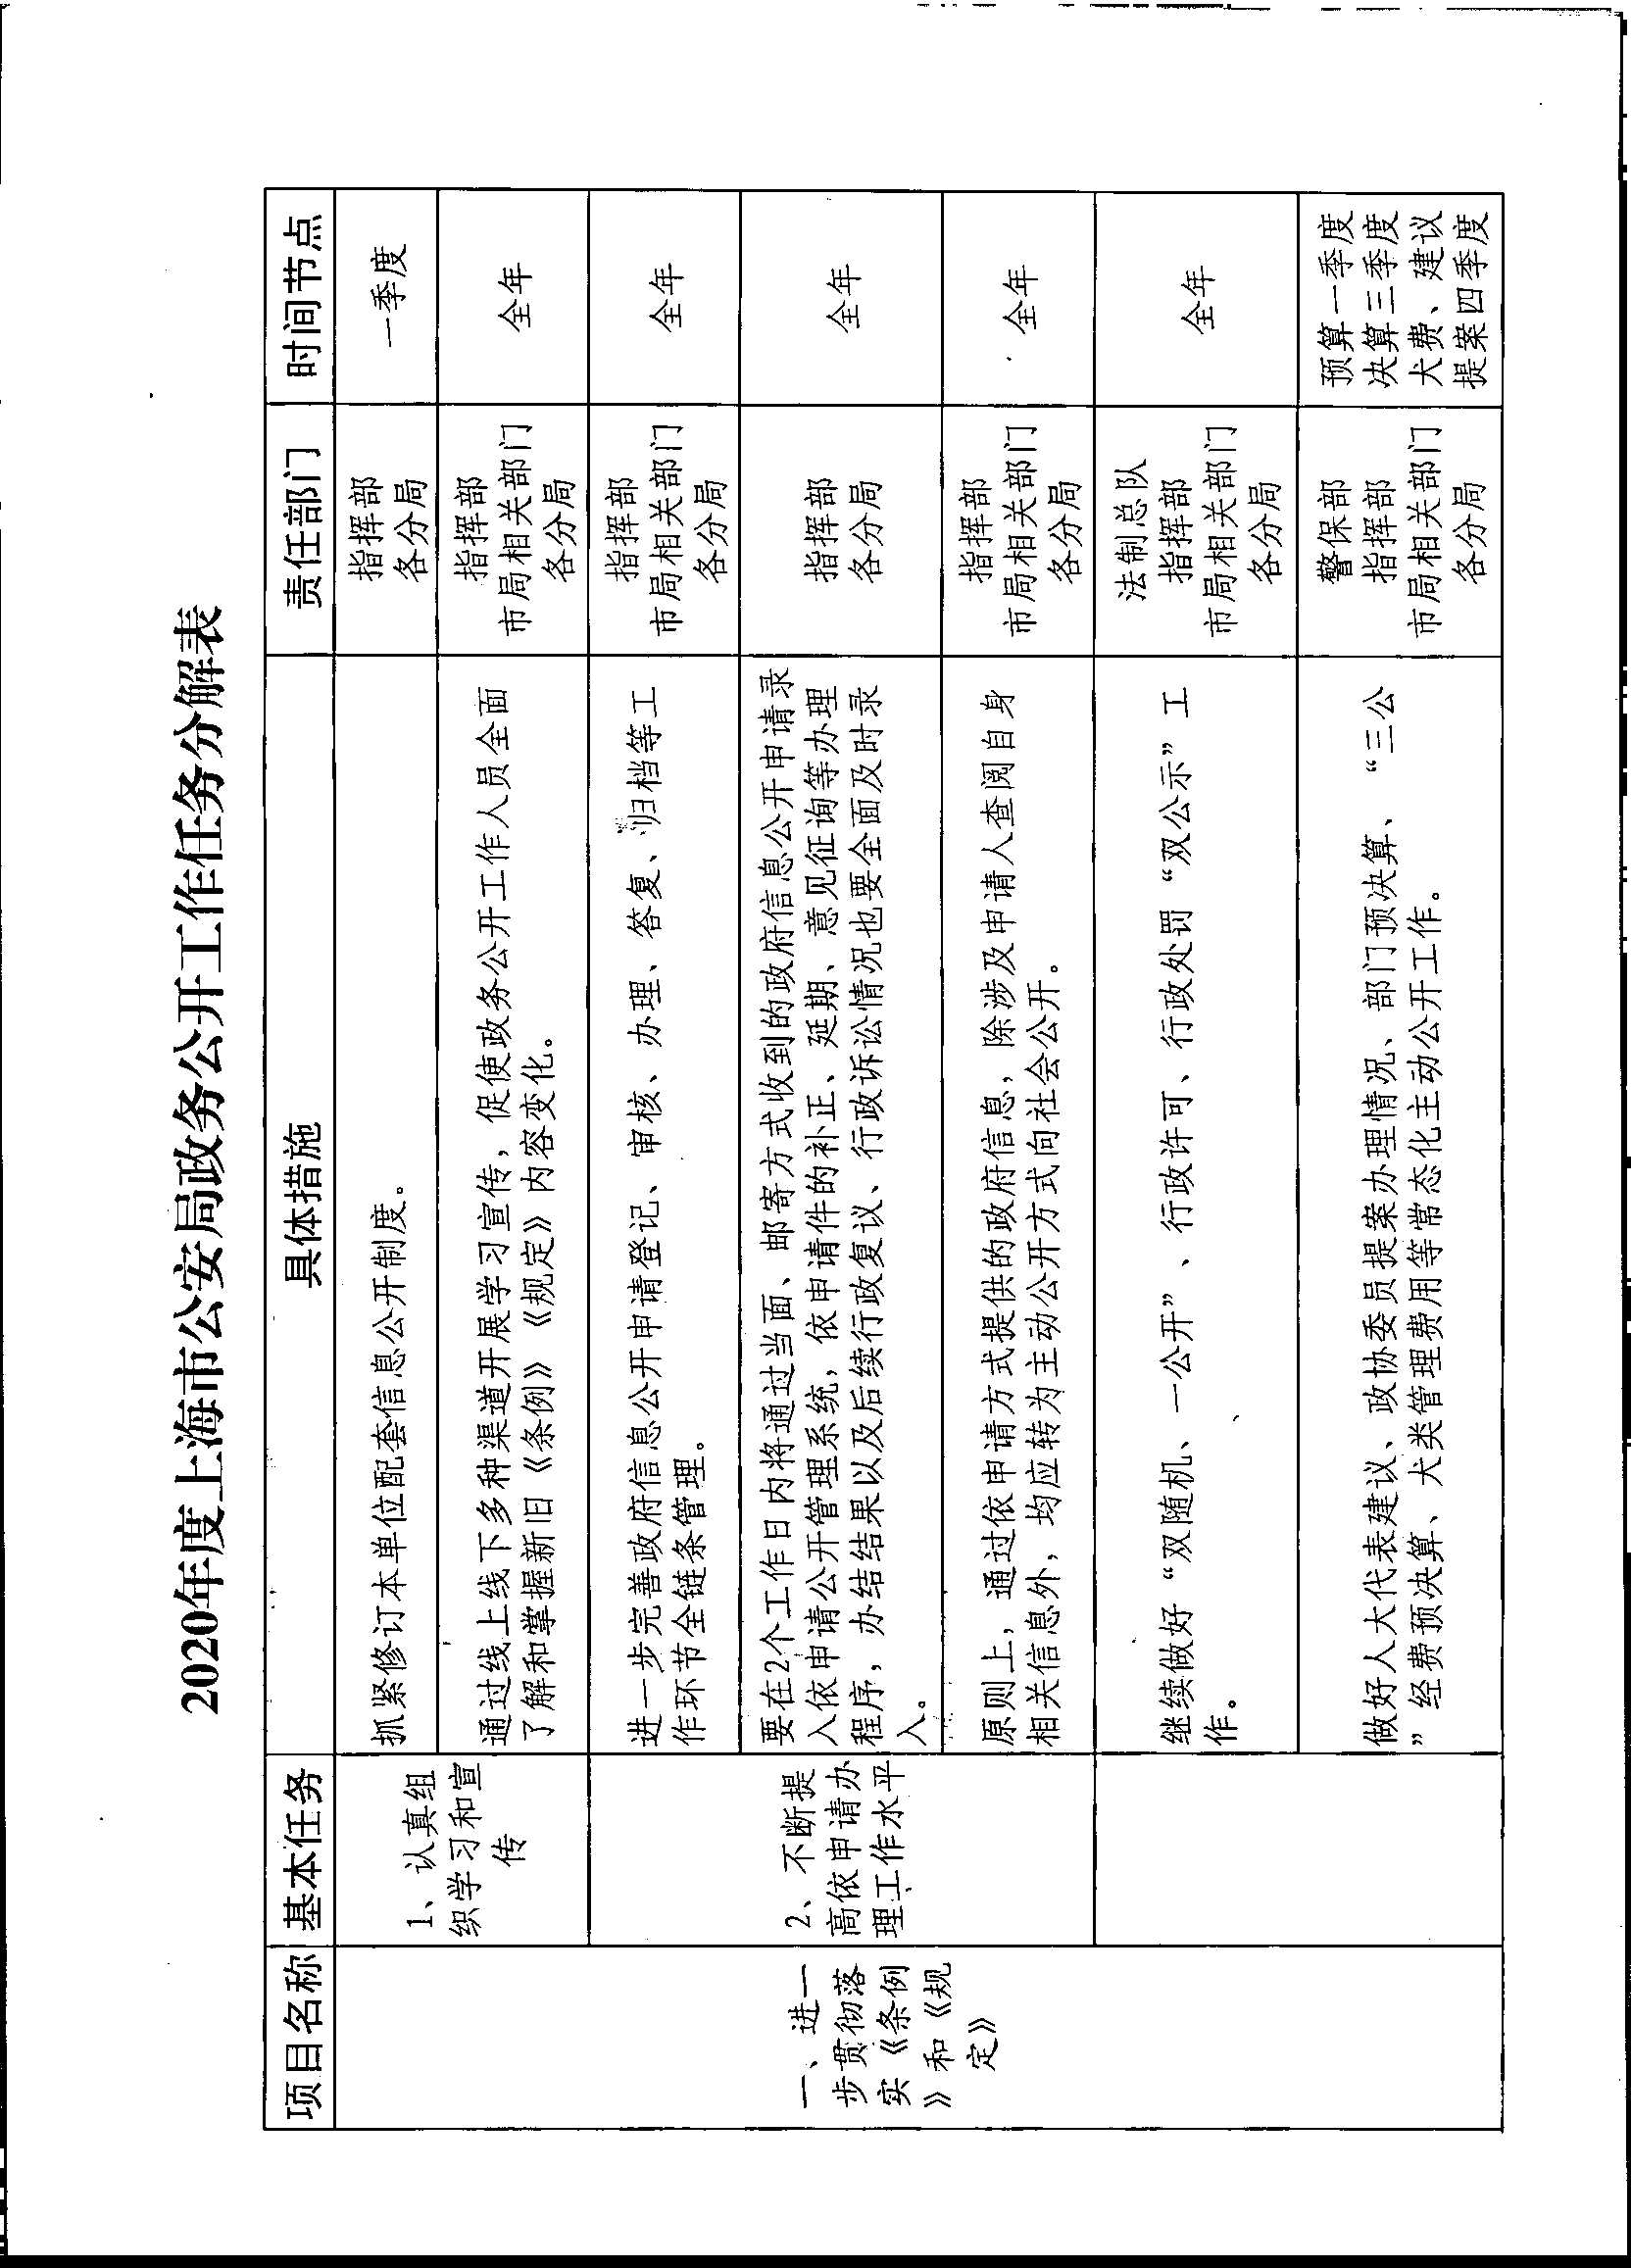 2020年度上海市公安局政务公开工作任务分解表
项目名称 基本任务 具体措施 责任部门 时间节点
一、进一
步贯彻落
实《条例
》和《规
定》
1、认真组
织学习和宣
传
抓紧修订本单位配套信息公开制度。
指挥部
各分局
一季度
通过线上线下多种渠道开展学习宣传，促使政务公开工作人员全面
了解和掌握新旧《条例》《规定》内容变化。
指挥部
市局相关部门
各分局
全年
2、不断提
高依申请办
理工作水平
进一步完善政府信息公开申请登记、审核、办理、答复、归档等工
作环节全链条管理。
指挥部
市局相关部门
各分局
全年
要在2个工作日内将通过当面、邮寄方式收到的政府信息公开申请录
入依申请公开管理系统，依申请件的补正、延期、意见征询等办理
程序，办结结果以及后续行政复议、行政诉讼情况也要全面及时录
入。
指挥部
各分局
全年
原则上，通过依申请方式提供的政府信息，除涉及申请人查阅自身
相关信息外，均应转为主动公开方式向社会公开。
指挥部
市局相关部门
各分局
全年
继续做好“双随机、一公开”、行政许可、行政处罚“双公示”工
作。
法制总队
指挥部
市局相关部门
各分局
全年
做好人大代表建议、政协委员提案办理情况、部门预决算、“三公
”经费预决算、犬类管理费用等常态化主动公开工作。
警保部
指挥部
市局相关部门
各分局
预算一季度
决算三季度
犬费、建议
提案四季度